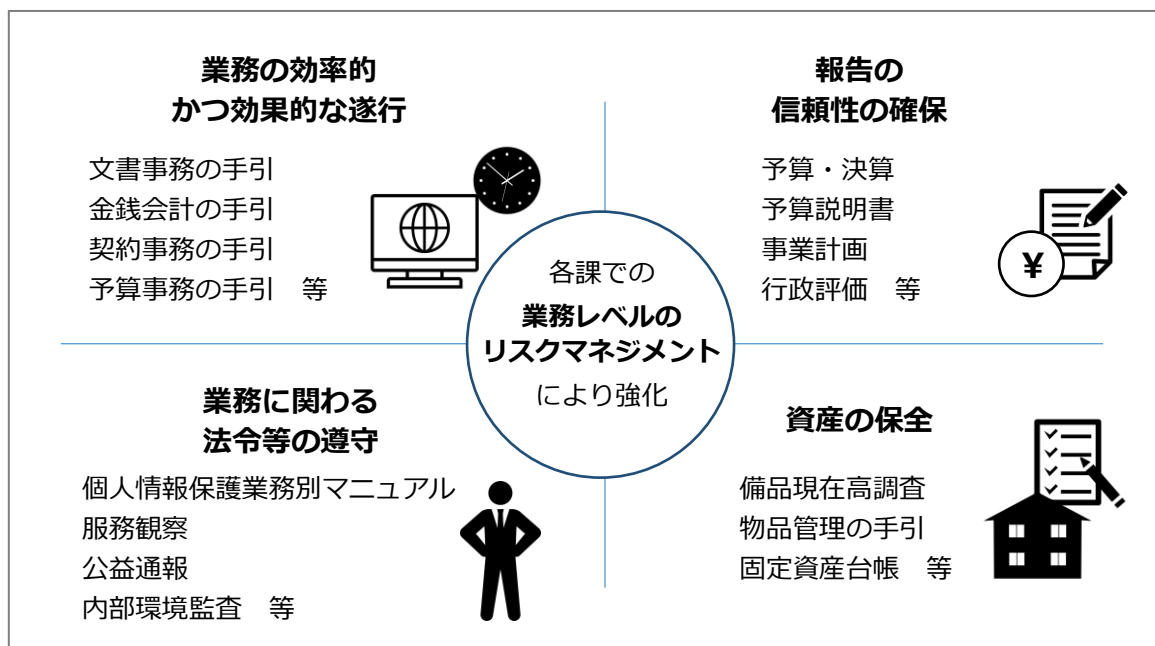 業務の効率的
かつ効果的な遂行
文書事務の手引
金銭会計の手引
契約事務の手引
予算事務の手引　等
報告の
信頼性の確保
予算・決算
予算説明書
事業計画
行政評価　等
¥
各課での
業務レベルの
リスクマネジメント
により強化
業務に関わる
法令等の遵守
個人情報保護業務別マニュアル
服務観察
公益通報
内部環境監査　等
資産の保全
備品現在高調査
物品管理の手引
固定資産台帳　等